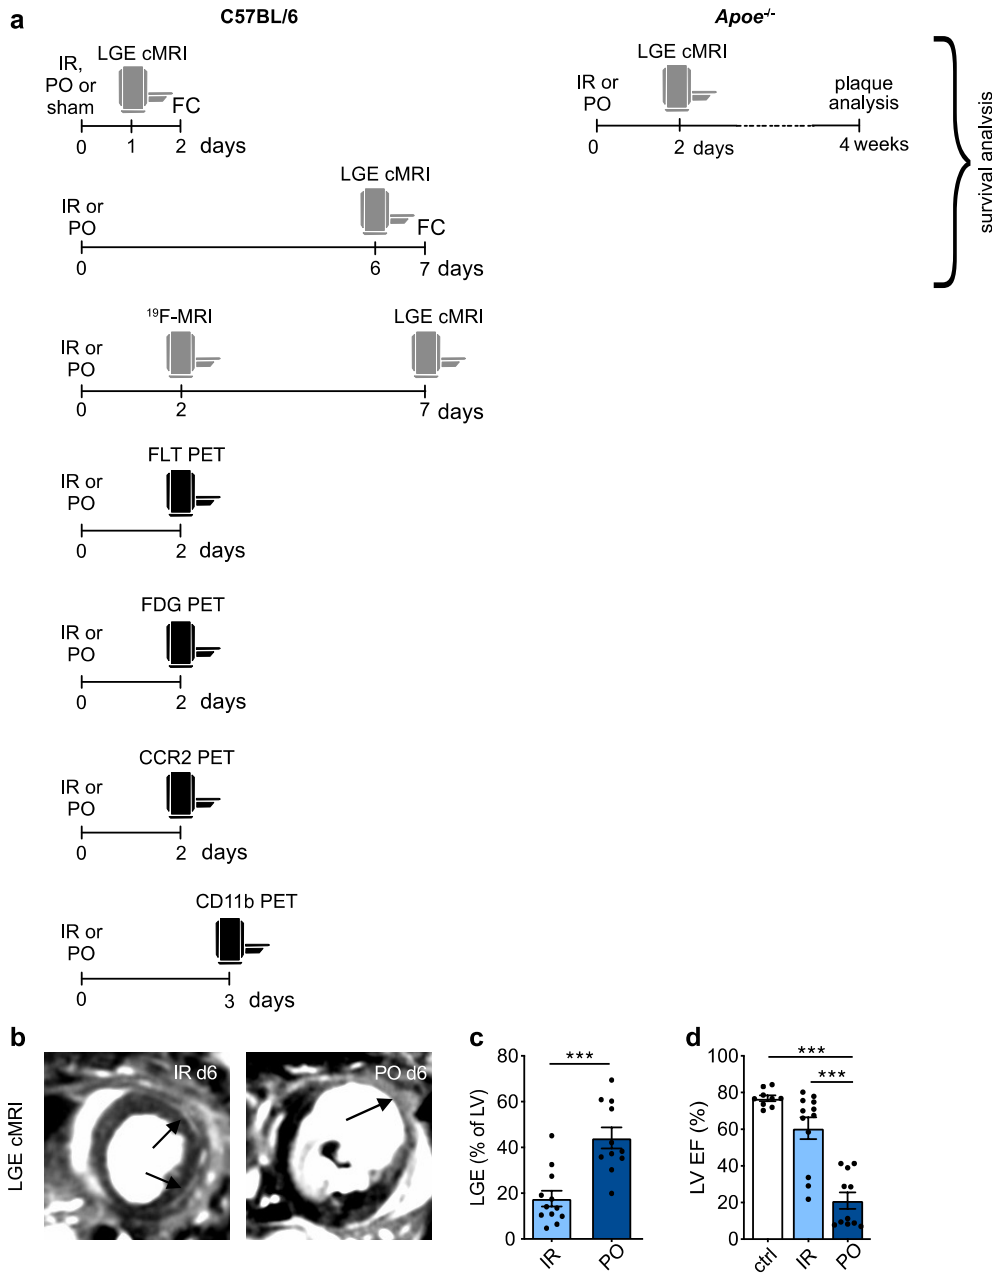 a
C57BL/6
Apoe-/-
LGE cMRI
IR,
PO or
sham
FC
0 1 2 days
LGE cMRI
IR or
PO
plaque
analysis
0 2 days 4 weeks
survival analysis
LGE cMRI
IR or
PO
FC
0 6 7 days
19F-MRI LGE cMRI
IR or
PO
0 2 7 days
FLT PET
IR or
PO
0 2 days
FDG PET
IR or
PO
0 2 days
CCR2 PET
IR or
PO
0 2 days
CD11b PET
IR or
PO
0 3 days
b
LGE cMRI
IR d6
PO d6
c
LGE (% of LV)
80
60
40
20
0
***
IR PO
d
LV EF (%)
100
80
60
40
20
0
***
***
ctrl IR PO